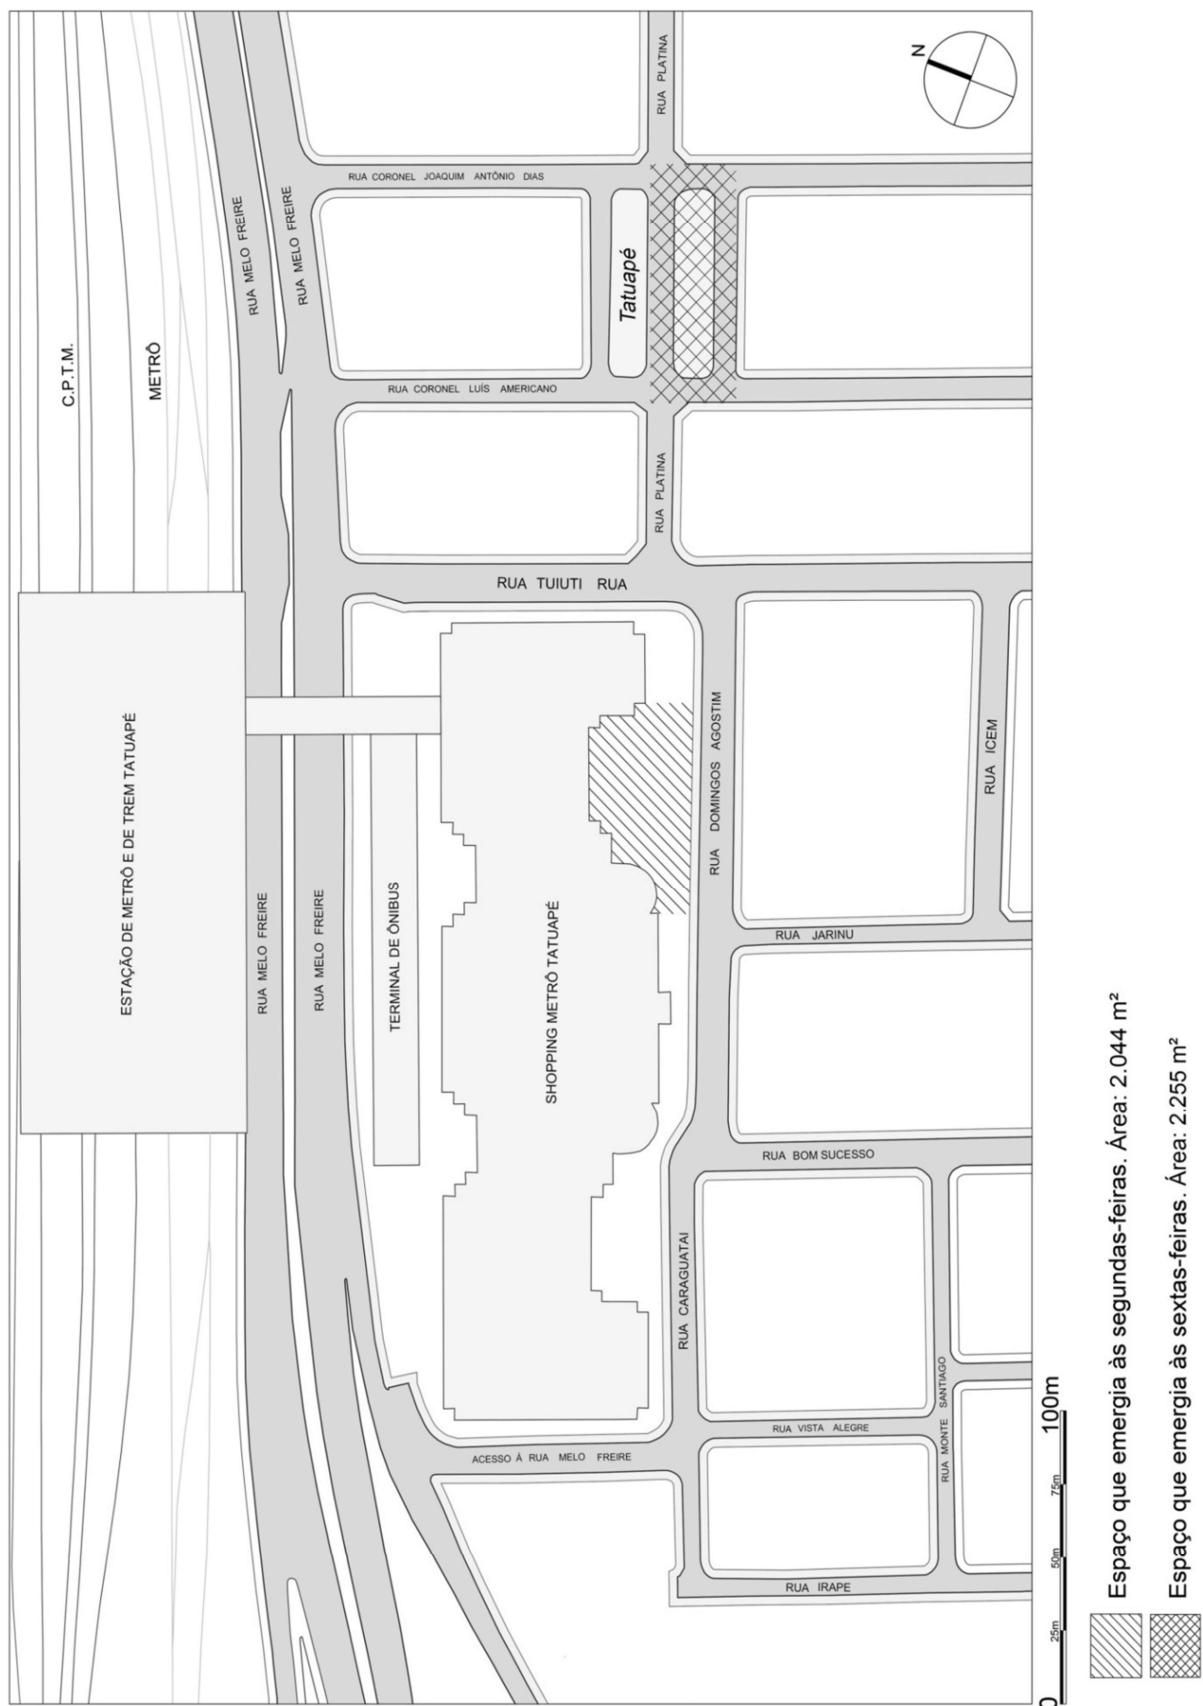 N
RUA PLATINA
RUA CORONEL JOAQUIM ANTÔNIO DIAS
RUA MELO FREIRE
RUA MELO FREIRE
Tatuapé
C.P.T.M.
METRÔ
RUA CORONEL LUÍS AMERICANO
RUA PLATINA
RUA TUIUTI RUA
ESTAÇÃO DE METRÔ E DE TREM TATUAPÉ
RUA MELO FREIRE
RUA MELO FREIRE
TERMINAL DE ÔNIBUS
SHOPPING METRÔ TATUAPÉ
RUA DOMINGOS AGOSTIM
RUA ICEM
RUA JARINU
RUA BOM SUCESSO
RUA CARAGUATAI
RUA VISTA ALEGRE
RUA MONTE SANTIAGO
ACESSO À RUA MELO FREIRE
RUA IRAPE
0
25m
50m
75m
100m
Espaço que emergia às segundas-feiras. Área: 2.044 m²
Espaço que emergia às sextas-feiras. Área: 2.255 m²